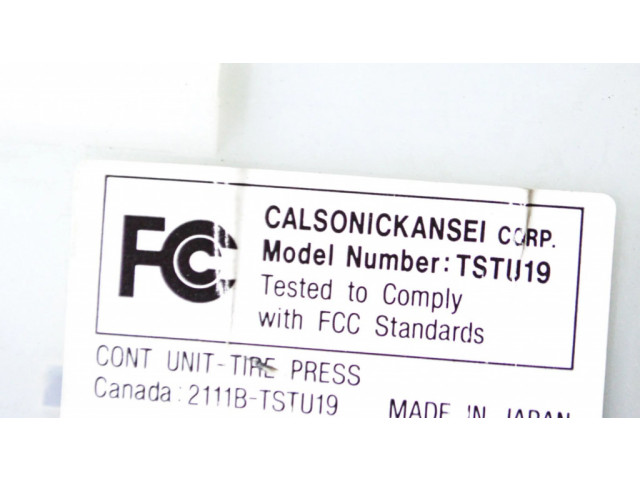 FC
CALSONICKANSEI CORP.
Model Number: TSTU19
Tested to Comply
with FCC Standards
CONT UNIT-TIRE PRESS
Canada: 2111B-TSTU19
MADE IN JAPAN